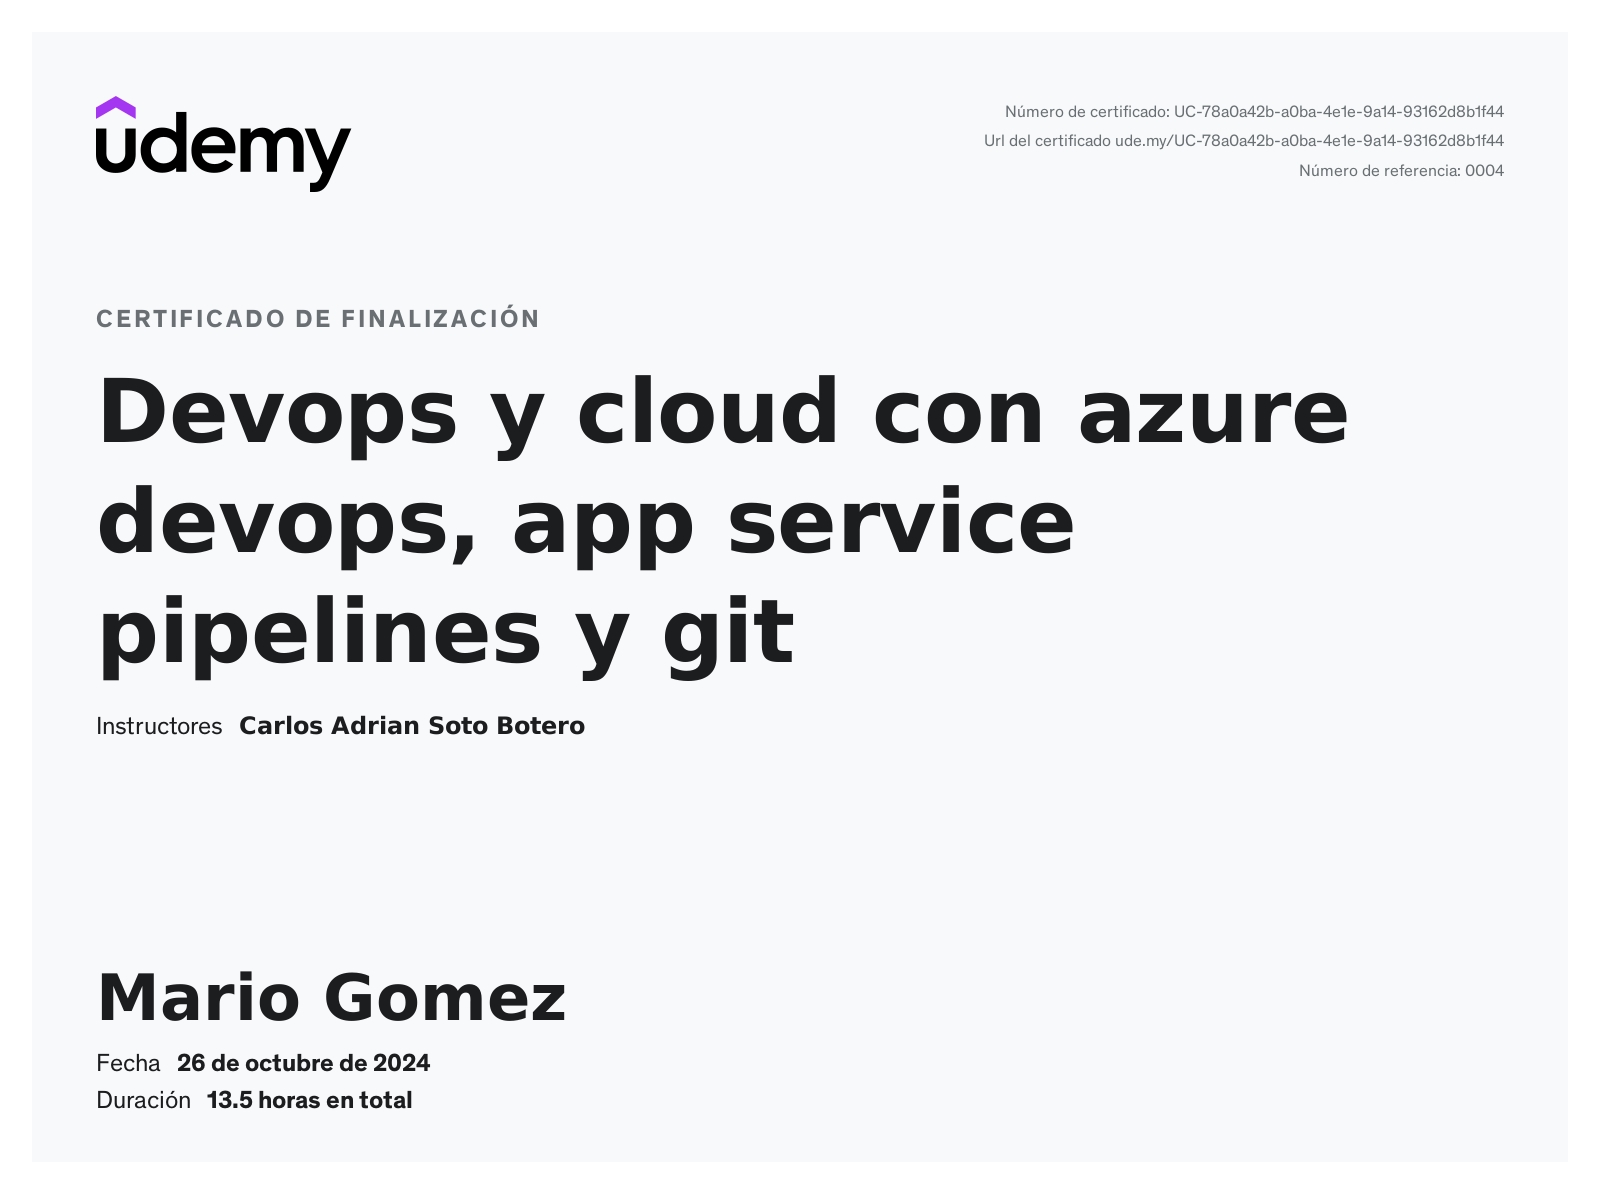 udemy
Número de certificado: UC-78a0a42b-a0ba-4e1e-9a14-93162d8b1f44
Url del certificado ude.my/UC-78a0a42b-a0ba-4e1e-9a14-93162d8b1f44
Número de referencia: 0004
CERTIFICADO DE FINALIZACIÓN
Devops y cloud con azure
devops, app service
pipelines y git
Instructores Carlos Adrian Soto Botero
Mario Gomez
Fecha 26 de octubre de 2024
Duración 13.5 horas en total